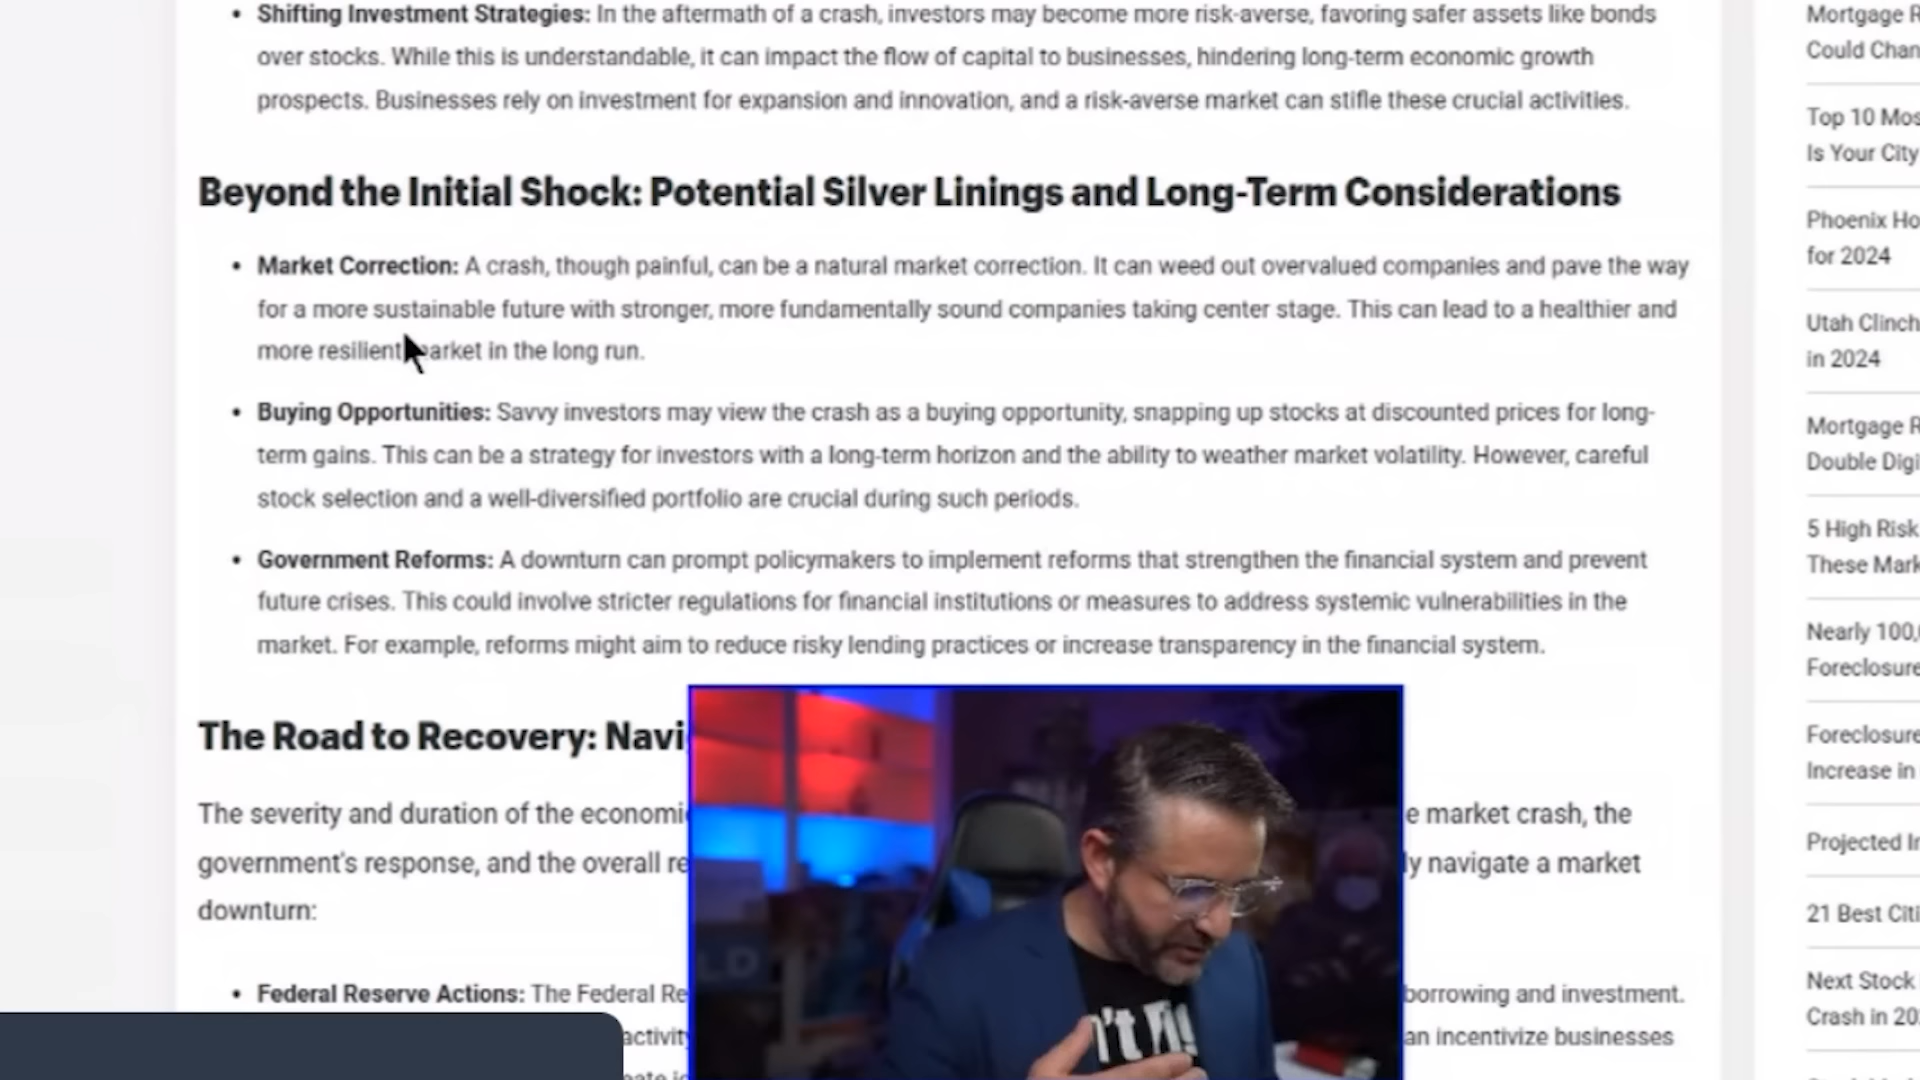 • Shifting Investment Strategies: In the aftermath of a crash, investors may become more risk-averse, favoring safer assets like bonds
over stocks. While this is understandable, it can impact the flow of capital to businesses, hindering long-term economic growth
prospects. Businesses rely on investment for expansion and innovation, and a risk-averse market can stifle these crucial activities.
Beyond the Initial Shock: Potential Silver Linings and Long-Term Considerations
• Market Correction: A crash, though painful, can be a natural market correction. It can weed out overvalued companies and pave the way
for a more sustainable future with stronger, more fundamentally sound companies taking center stage. This can lead to a healthier and
more resilient market in the long run.
• Buying Opportunities: Savvy investors may view the crash as a buying opportunity, snapping up stocks at discounted prices for long-
term gains. This can be a strategy for investors with a long-term horizon and the ability to weather market volatility. However, careful
stock selection and a well-diversified portfolio are crucial during such periods.
• Government Reforms: A downturn can prompt policymakers to implement reforms that strengthen the financial system and prevent
future crises. This could involve stricter regulations for financial institutions or measures to address systemic vulnerabilities in the
market. For example, reforms might aim to reduce risky lending practices or increase transparency in the financial system.
The Road to Recovery: Navi
The severity and duration of the economi
e market crash, the
government's response, and the overall re
ly navigate a market
downturn:
• Federal Reserve Actions: The Federal Re
borrowing and investment.
activity
an incentivize businesses
LD
n't
Mortgage R
Could Chan
Top 10 Mos
Is Your City
Phoenix Ho
for 2024
Utah Clinch
in 2024
Mortgage R
Double Digi
5 High Risk
These Mark
Nearly 100,
Foreclosure
Foreclosure
Increase in
Projected In
21 Best Citi
Next Stock
Crash in 20